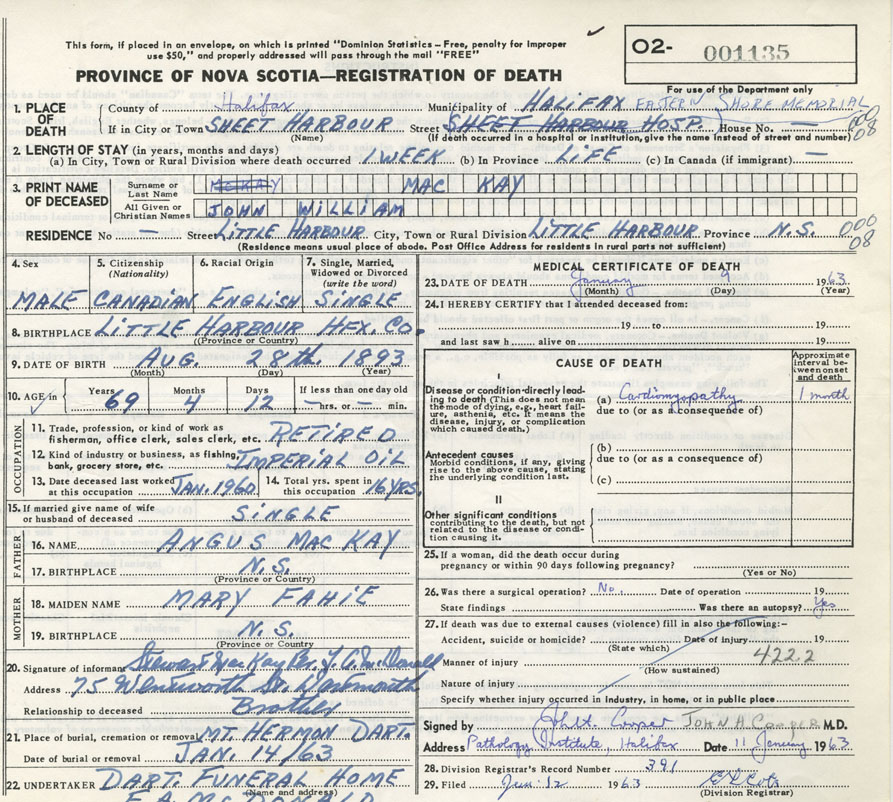 This form, if placed in an envelope, on which is printed "Dominion Statistics – Free, penalty for improper
use $50," and properly addressed will pass through the mail "FREE"
O2- 001135
For use of the Department only
PROVINCE OF NOVA SCOTIA—REGISTRATION OF DEATH
1. PLACE OF DEATH
County of Halifax Municipality of HALIFAX EASTERN SHORE MEMORIAL
If in City or Town SHEET HARBOUR Street SHEET HARBOUR HOSP. House No. —
(Name) (If death occurred in a hospital or institution, give name instead of street and number)
000
08
2. LENGTH OF STAY (in years, months and days)
(a) In City, Town or Rural Division where death occurred 1 WEEK (b) In Province LIFE (c) In Canada (if immigrant) —
3. PRINT NAME OF DECEASED
Surname or Last Name McKAY MAC KAY
All Given or Christian Names JOHN WILLIAM
RESIDENCE No — Street LITTLE HARBOUR City, Town or Rural Division LITTLE HARBOUR Province N.S.
000
08
(Residence means usual place of abode. Post Office Address for residents in rural parts not sufficient)
4. Sex 5. Citizenship (Nationality) 6. Racial Origin 7. Single, Married, Widowed or Divorced (write the word)
MALE CANADIAN ENGLISH SINGLE
8. BIRTHPLACE LITTLE HARBOUR HFX. CO.
(Province or Country)
9. DATE OF BIRTH AUG. 28th. 1893
(Month) (Day) (Year)
10. AGE in Years 69 Months 4 Days 12 If less than one day old — hrs. or — min.
OCCUPATION
11. Trade, profession, or kind of work as fisherman, office clerk, sales clerk, etc. RETIRED
12. Kind of industry or business, as fishing, bank, grocery store, etc. IMPERIAL OIL
13. Date deceased last worked at this occupation JAN. 1960 14. Total yrs. spent in this occupation 16 YRS.
15. If married give name of wife or husband of deceased SINGLE
FATHER
16. NAME ANGUS MAC KAY
17. BIRTHPLACE N.S.
(Province or Country)
MOTHER
18. MAIDEN NAME MARY FAHIE
19. BIRTHPLACE N.S.
(Province or Country)
20. Signature of informant Stewart MacKay Per.
Address 75 Wentworth St. Dartmouth
Relationship to deceased Brother
21. Place of burial, cremation or removal MT. HERMON DART.
Date of burial or removal JAN. 14/63
22. UNDERTAKER DART. FUNERAL HOME
(Name and address)
MEDICAL CERTIFICATE OF DEATH
23. DATE OF DEATH January 9 1963
(Month) (Day) (Year)
24. I HEREBY CERTIFY that I attended deceased from:
19 to 19
and last saw h alive on 19
CAUSE OF DEATH
Approximate interval between onset and death
I
Disease or condition directly leading to death (This does not mean the mode of dying, e.g., heart failure, asthenia, etc. It means the disease, injury, or complication which caused death.)
(a) Cardiomyopathy 1 month
due to (or as a consequence of)
Antecedent causes
Morbid conditions, if any, giving rise to the above cause, stating the underlying condition last.
(b)
due to (or as a consequence of)
(c)
II
Other significant conditions
contributing to the death, but not related to the disease or condition causing it.
25. If a woman, did the death occur during pregnancy or within 90 days following pregnancy?
(Yes or No)
26. Was there a surgical operation? No. Date of operation 19
State findings Was there an autopsy? Yes
27. If death was due to external causes (violence) fill in also the following:–
Accident, suicide or homicide? Date of injury 19
(State which)
Manner of injury 422.2
(How sustained)
Nature of injury
Specify whether injury occurred in industry, in home, or in public place
Signed by John H. Cooper JOHN H COOPER M.D.
Address Pathology Institute, Halifax Date 11 January 1963
28. Division Registrar's Record Number 391
29. Filed Jan. 12 1963
(Division Registrar)